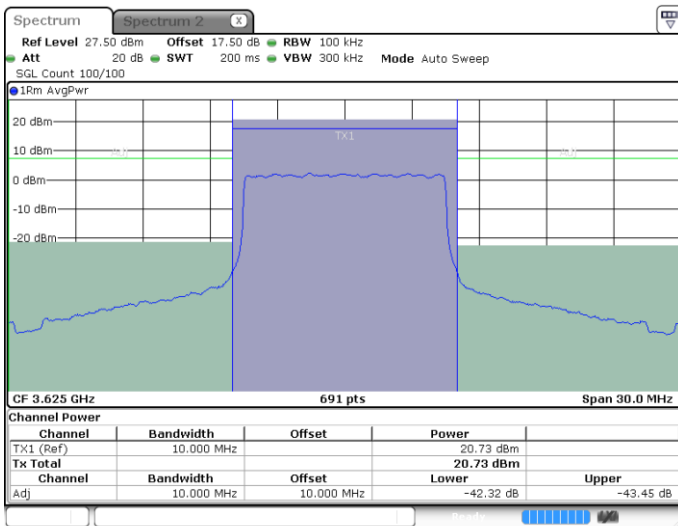 Spectrum
Spectrum 2 X
Ref Level 27.50 dBm Offset 17.50 dB RBW 100 kHz
Att 20 dB SWT 200 ms VBW 300 kHz Mode Auto Sweep
SGL Count 100/100
1Rm AvgPwr
20 dBm
TX1
10 dBm
Adj Adj
0 dBm
-10 dBm
-20 dBm
CF 3.625 GHz 691 pts Span 30.0 MHz
Channel Power
Channel Bandwidth Offset Power
TX1 (Ref) 10.000 MHz 20.73 dBm
Tx Total 20.73 dBm
Channel Bandwidth Offset Lower Upper
Adj 10.000 MHz 10.000 MHz -42.32 dB -43.45 dB
Ready